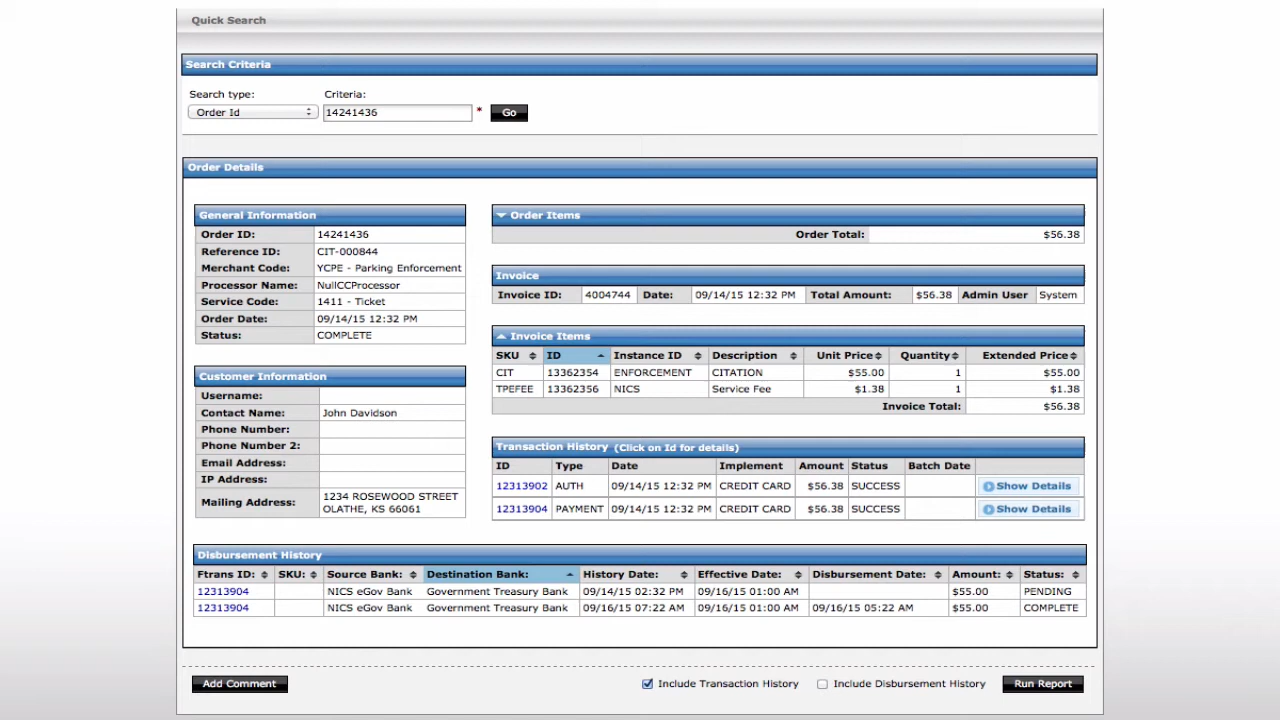 Quick Search
Search Criteria
Search type: Criteria:
Order Id 14241436 * Go
Order Details
General Information
Order ID: 14241436
Reference ID: CIT-000844
Merchant Code: YCPE - Parking Enforcement
Processor Name: NullCCProcessor
Service Code: 1411 - Ticket
Order Date: 09/14/15 12:32 PM
Status: COMPLETE
Customer Information
Username:
Contact Name: John Davidson
Phone Number:
Phone Number 2:
Email Address:
IP Address:
Mailing Address: 1234 ROSEWOOD STREET
OLATHE, KS 66061
Order Items
Order Total: $56.38
Invoice
Invoice ID: 4004744 Date: 09/14/15 12:32 PM Total Amount: $56.38 Admin User System
Invoice Items
SKU ID Instance ID Description Unit Price Quantity Extended Price
CIT 13362354 ENFORCEMENT CITATION $55.00 1 $55.00
TPEFEE 13362356 NICS Service Fee $1.38 1 $1.38
Invoice Total: $56.38
Transaction History (Click on Id for details)
ID Type Date Implement Amount Status Batch Date
12313902 AUTH 09/14/15 12:32 PM CREDIT CARD $56.38 SUCCESS Show Details
12313904 PAYMENT 09/14/15 12:32 PM CREDIT CARD $56.38 SUCCESS Show Details
Disbursement History
Ftrans ID: SKU: Source Bank: Destination Bank: History Date: Effective Date: Disbursement Date: Amount: Status:
12313904 NICS eGov Bank Government Treasury Bank 09/14/15 02:32 PM 09/16/15 01:00 AM $55.00 PENDING
12313904 NICS eGov Bank Government Treasury Bank 09/16/15 07:22 AM 09/16/15 01:00 AM 09/16/15 05:22 AM $55.00 COMPLETE
Add Comment Include Transaction History Include Disbursement History Run Report